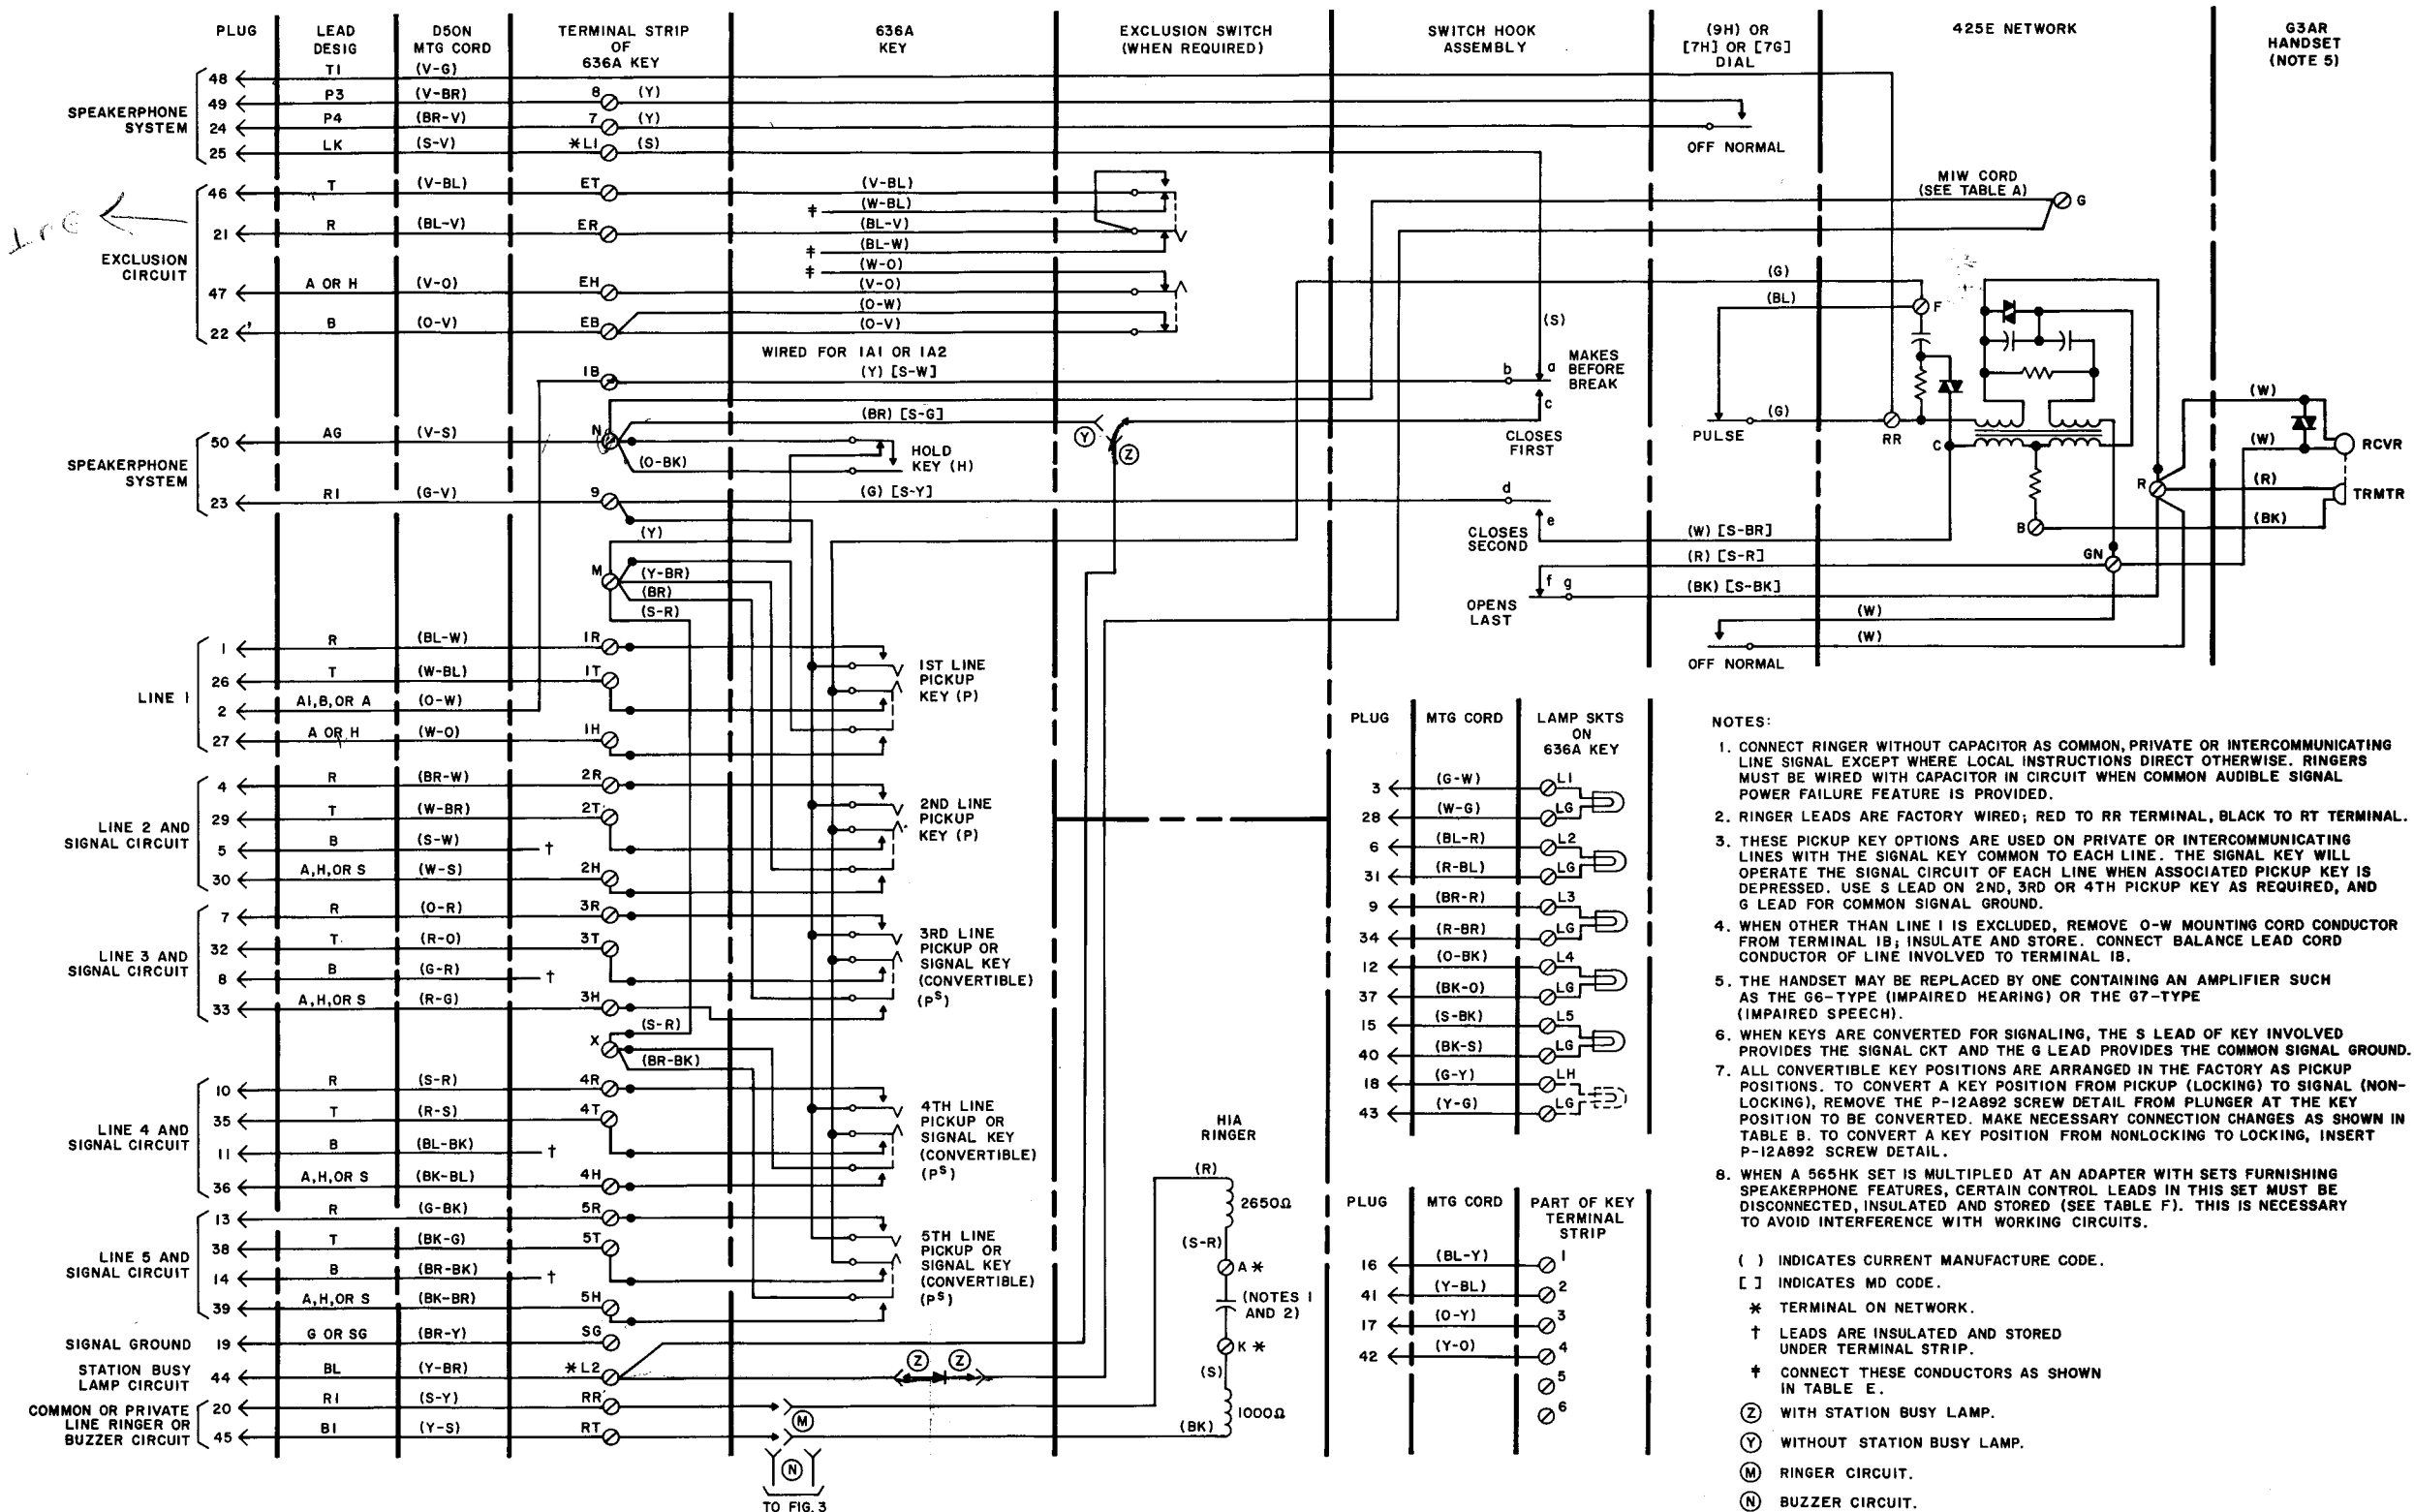 PLUG
LEAD DESIG
D50N MTG CORD
TERMINAL STRIP OF 636A KEY
636A KEY
EXCLUSION SWITCH (WHEN REQUIRED)
SWITCH HOOK ASSEMBLY
(9H) OR [7H] OR [7G] DIAL
425E NETWORK
G3AR HANDSET (NOTE 5)
SPEAKERPHONE SYSTEM
48 T1 (V-G)
49 P3 (V-BR) 8 (Y)
24 P4 (BR-V) 7 (Y)
25 LK (S-V) *L1 (S)
OFF NORMAL
EXCLUSION CIRCUIT
46 T (V-BL) ET (V-BL)
‡ (W-BL)
21 R (BL-V) ER (BL-V)
‡ (BL-W)
‡ (W-O)
47 A OR H (V-O) EH (V-O)
(O-W)
22 B (O-V) EB (O-V)
MIW CORD (SEE TABLE A) G
(G)
(BL) F
(S)
WIRED FOR 1A1 OR 1A2
1B (Y) [S-W] b a
MAKES BEFORE BREAK
c
CLOSES FIRST
(BR) [S-G] Y Z
PULSE (G) RR C
SPEAKERPHONE SYSTEM
50 AG (V-S) N
(O-BK)
HOLD KEY (H)
23 R1 (G-V) 9 (G) [S-Y] d e
CLOSES SECOND
(W) [S-BR]
(R) [S-R] GN
f g
OPENS LAST
(BK) [S-BK]
(W)
(W)
OFF NORMAL
R B
(W)
(W)
(R)
(BK)
RCVR
TRMTR
(Y)
M (Y-BR)
(BR)
(S-R)
LINE 1
1 R (BL-W) 1R
26 T (W-BL) 1T
2 A1,B,OR A (O-W)
27 A OR H (W-O) 1H
1ST LINE PICKUP KEY (P)
LINE 2 AND SIGNAL CIRCUIT
4 R (BR-W) 2R
29 T (W-BR) 2T
5 B (S-W) †
30 A,H,OR S (W-S) 2H
2ND LINE PICKUP KEY (P)
LINE 3 AND SIGNAL CIRCUIT
7 R (O-R) 3R
32 T (R-O) 3T
8 B (G-R) †
33 A,H,OR S (R-G) 3H
3RD LINE PICKUP OR SIGNAL KEY (CONVERTIBLE) (PS)
(S-R)
X (BR-BK)
LINE 4 AND SIGNAL CIRCUIT
10 R (S-R) 4R
35 T (R-S) 4T
11 B (BL-BK) †
36 A,H,OR S (BK-BL) 4H
4TH LINE PICKUP OR SIGNAL KEY (CONVERTIBLE) (PS)
LINE 5 AND SIGNAL CIRCUIT
13 R (G-BK) 5R
38 T (BK-G) 5T
14 B (BR-BK) †
39 A,H,OR S (BK-BR) 5H
5TH LINE PICKUP OR SIGNAL KEY (CONVERTIBLE) (PS)
SIGNAL GROUND 19 G OR SG (BR-Y) SG
STATION BUSY LAMP CIRCUIT 44 BL (Y-BR) *L2 Z Z
COMMON OR PRIVATE LINE RINGER OR BUZZER CIRCUIT
20 R1 (S-Y) RR
45 B1 (Y-S) RT
M
N
TO FIG. 3
H1A RINGER
(R)
2650Ω
(S-R)
A *
(NOTES 1 AND 2)
K *
(S)
1000Ω
(BK)
PLUG MTG CORD LAMP SKTS ON 636A KEY
3 (G-W) L1
28 (W-G) LG
6 (BL-R) L2
31 (R-BL) LG
9 (BR-R) L3
34 (R-BR) LG
12 (O-BK) L4
37 (BK-O) LG
15 (S-BK) L5
40 (BK-S) LG
18 (G-Y) LH
43 (Y-G) LG
PLUG MTG CORD PART OF KEY TERMINAL STRIP
16 (BL-Y) 1
41 (Y-BL) 2
17 (O-Y) 3
42 (Y-O) 4
5
6
NOTES:
1. CONNECT RINGER WITHOUT CAPACITOR AS COMMON, PRIVATE OR INTERCOMMUNICATING
LINE SIGNAL EXCEPT WHERE LOCAL INSTRUCTIONS DIRECT OTHERWISE. RINGERS
MUST BE WIRED WITH CAPACITOR IN CIRCUIT WHEN COMMON AUDIBLE SIGNAL
POWER FAILURE FEATURE IS PROVIDED.
2. RINGER LEADS ARE FACTORY WIRED; RED TO RR TERMINAL, BLACK TO RT TERMINAL.
3. THESE PICKUP KEY OPTIONS ARE USED ON PRIVATE OR INTERCOMMUNICATING
LINES WITH THE SIGNAL KEY COMMON TO EACH LINE. THE SIGNAL KEY WILL
OPERATE THE SIGNAL CIRCUIT OF EACH LINE WHEN ASSOCIATED PICKUP KEY IS
DEPRESSED. USE S LEAD ON 2ND, 3RD OR 4TH PICKUP KEY AS REQUIRED, AND
G LEAD FOR COMMON SIGNAL GROUND.
4. WHEN OTHER THAN LINE 1 IS EXCLUDED, REMOVE O-W MOUNTING CORD CONDUCTOR
FROM TERMINAL 1B; INSULATE AND STORE. CONNECT BALANCE LEAD CORD
CONDUCTOR OF LINE INVOLVED TO TERMINAL 1B.
5. THE HANDSET MAY BE REPLACED BY ONE CONTAINING AN AMPLIFIER SUCH
AS THE G6-TYPE (IMPAIRED HEARING) OR THE G7-TYPE
(IMPAIRED SPEECH).
6. WHEN KEYS ARE CONVERTED FOR SIGNALING, THE S LEAD OF KEY INVOLVED
PROVIDES THE SIGNAL CKT AND THE G LEAD PROVIDES THE COMMON SIGNAL GROUND.
7. ALL CONVERTIBLE KEY POSITIONS ARE ARRANGED IN THE FACTORY AS PICKUP
POSITIONS. TO CONVERT A KEY POSITION FROM PICKUP (LOCKING) TO SIGNAL (NON-
LOCKING), REMOVE THE P-12A892 SCREW DETAIL FROM PLUNGER AT THE KEY
POSITION TO BE CONVERTED. MAKE NECESSARY CONNECTION CHANGES AS SHOWN IN
TABLE B. TO CONVERT A KEY POSITION FROM NONLOCKING TO LOCKING, INSERT
P-12A892 SCREW DETAIL.
8. WHEN A 565HK SET IS MULTIPLED AT AN ADAPTER WITH SETS FURNISHING
SPEAKERPHONE FEATURES, CERTAIN CONTROL LEADS IN THIS SET MUST BE
DISCONNECTED, INSULATED AND STORED (SEE TABLE F). THIS IS NECESSARY
TO AVOID INTERFERENCE WITH WORKING CIRCUITS.
( ) INDICATES CURRENT MANUFACTURE CODE.
[ ] INDICATES MD CODE.
* TERMINAL ON NETWORK.
† LEADS ARE INSULATED AND STORED
UNDER TERMINAL STRIP.
‡ CONNECT THESE CONDUCTORS AS SHOWN
IN TABLE E.
Z WITH STATION BUSY LAMP.
Y WITHOUT STATION BUSY LAMP.
M RINGER CIRCUIT.
N BUZZER CIRCUIT.